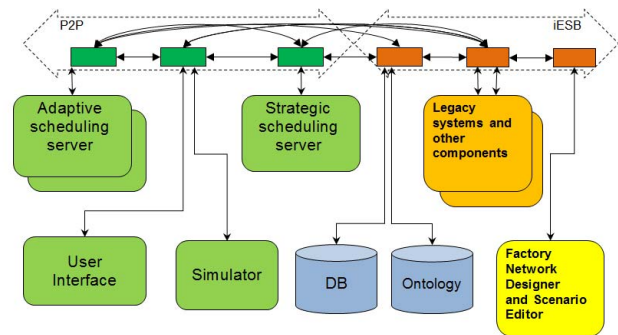 P2P
iESB
Adaptive
scheduling
server
Strategic
scheduling
server
Legacy
systems and
other
components
User
Interface
Simulator
DB
Ontology
Factory
Network
Designer
and Scenario
Editor